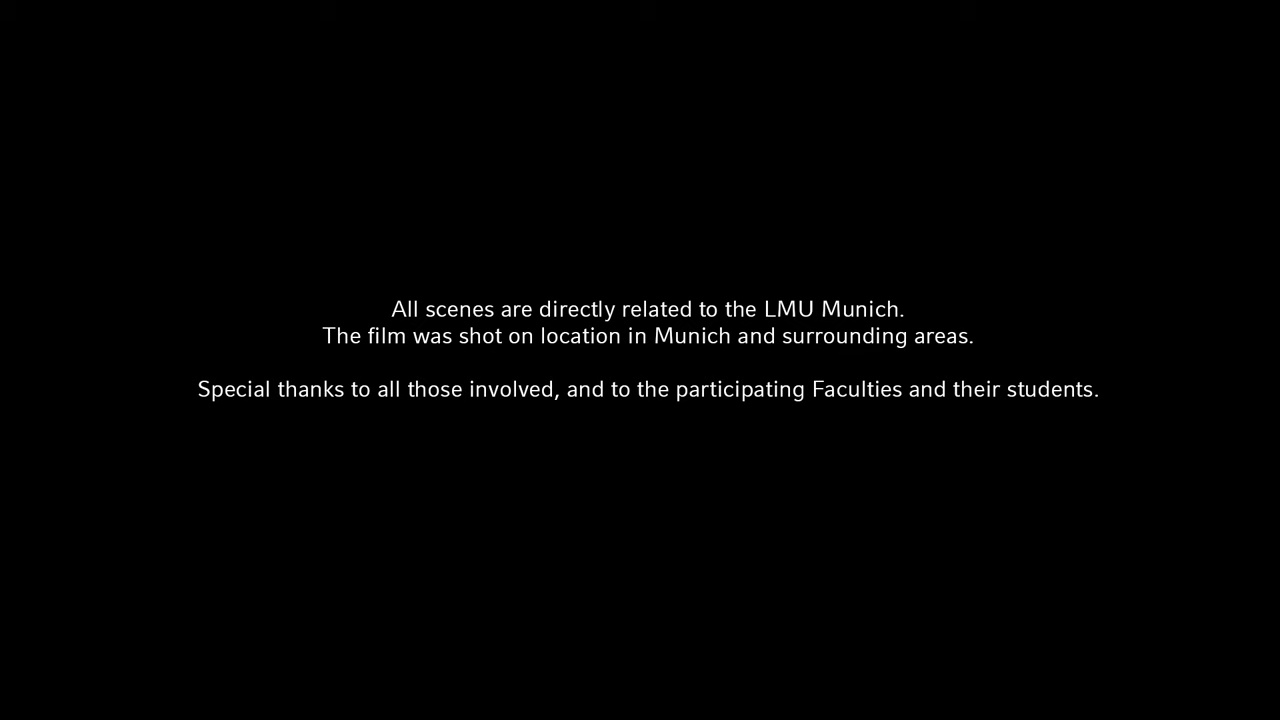 All scenes are directly related to the LMU Munich.
The film was shot on location in Munich and surrounding areas.
Special thanks to all those involved, and to the participating Faculties and their students.